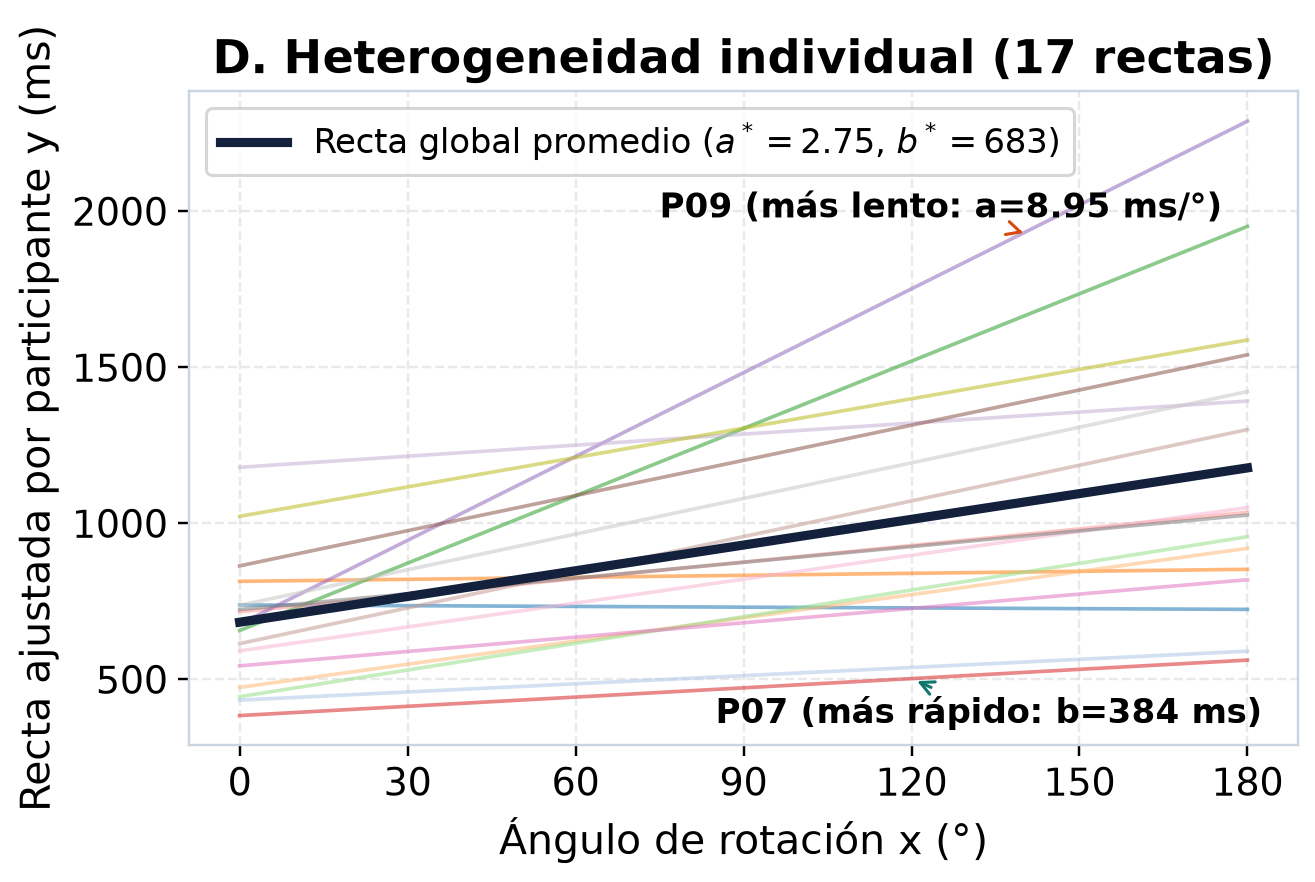 D. Heterogeneidad individual (17 rectas)
Recta ajustada por participante y (ms)
Recta global promedio (a* = 2.75, b* = 683)
P09 (más lento: a=8.95 ms/°)
2000
1500
1000
500
P07 (más rápido: b=384 ms)
0 30 60 90 120 150 180
Ángulo de rotación x (°)